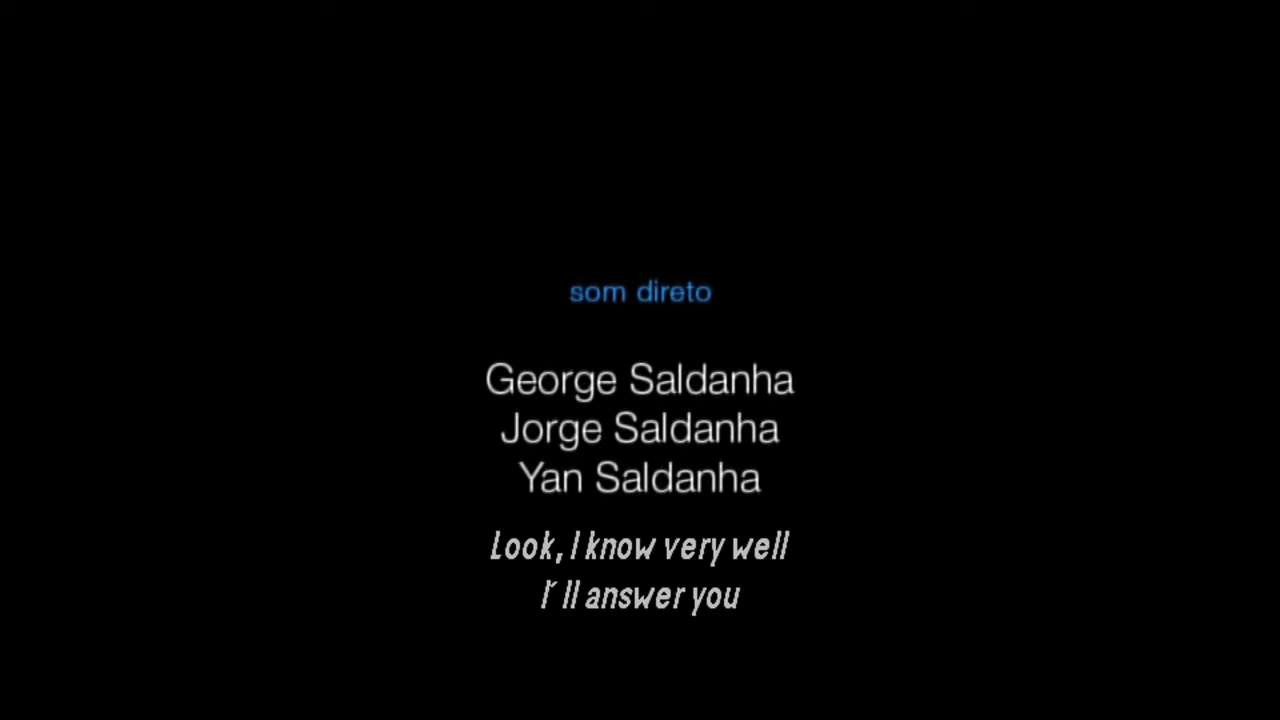 som direto
George Saldanha
Jorge Saldanha
Yan Saldanha
Look, I know very well
I´ll answer you